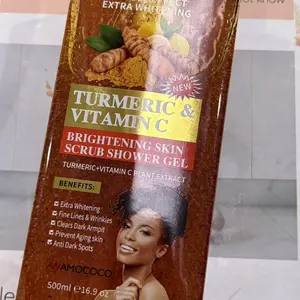 EXTRA WHITENING
NEW
TURMERIC &
VITAMIN C
BRIGHTENING SKIN
SCRUB SHOWER GEL
TURMERIC+VITAMIN C PLANT EXTRACT
BENEFITS:
Extra Whitening
Fine Lines & Wrinkles
Clears Dark Armpit
Prevent Aging skin
Anti Dark Spots
AMOCOCO
500ml℮16.9